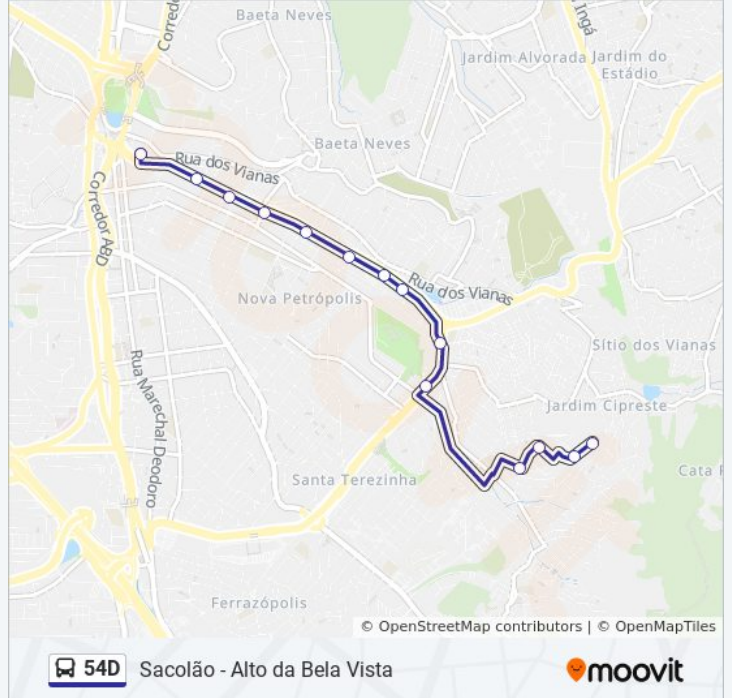 Baeta Neves
Corre
Ingá
Jardim Alvorada
Jardim do
Estádio
Baeta Neves
Rua dos Vianas
Corredor ABD
Rua dos Vianas
Nova Petrópolis
Sítio dos Vianas
Rua Marechal Deodoro
Jardim Cipreste
Santa Terezinha
Cata
Ferrazópolis
© OpenStreetMap contributors | © OpenMapTiles
54D Sacolão - Alto da Bela Vista
moovit